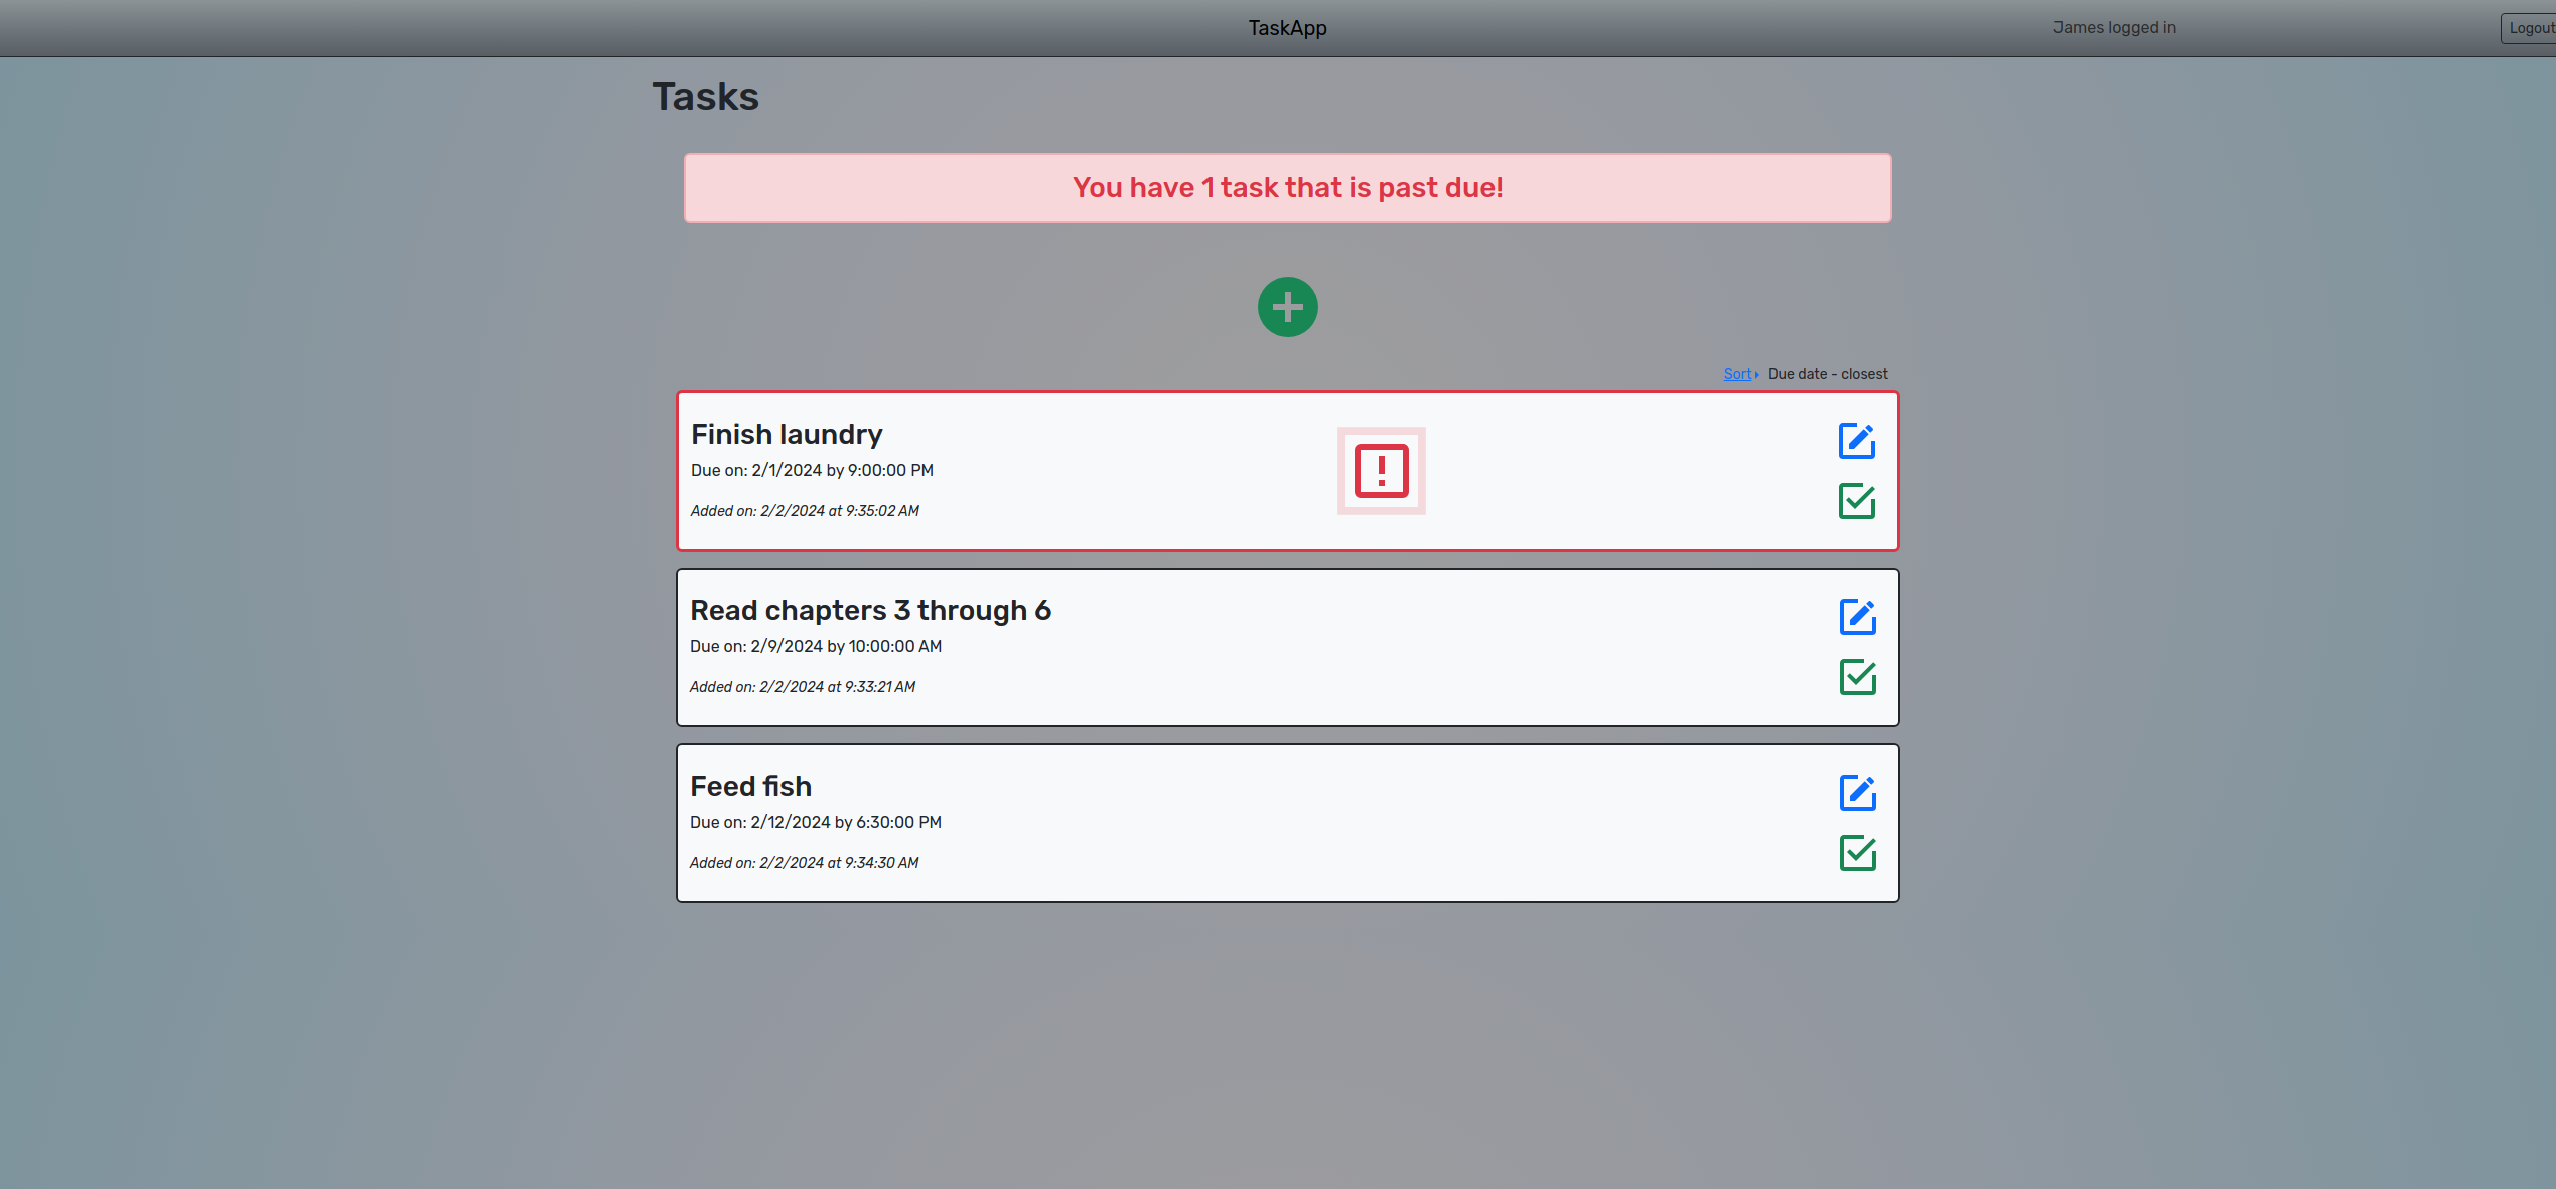 TaskApp
James logged in
Logout
Tasks
You have 1 task that is past due!
Sort Due date - closest
Finish laundry
Due on: 2/1/2024 by 9:00:00 PM
Added on: 2/2/2024 at 9:35:02 AM
Read chapters 3 through 6
Due on: 2/9/2024 by 10:00:00 AM
Added on: 2/2/2024 at 9:33:21 AM
Feed fish
Due on: 2/12/2024 by 6:30:00 PM
Added on: 2/2/2024 at 9:34:30 AM